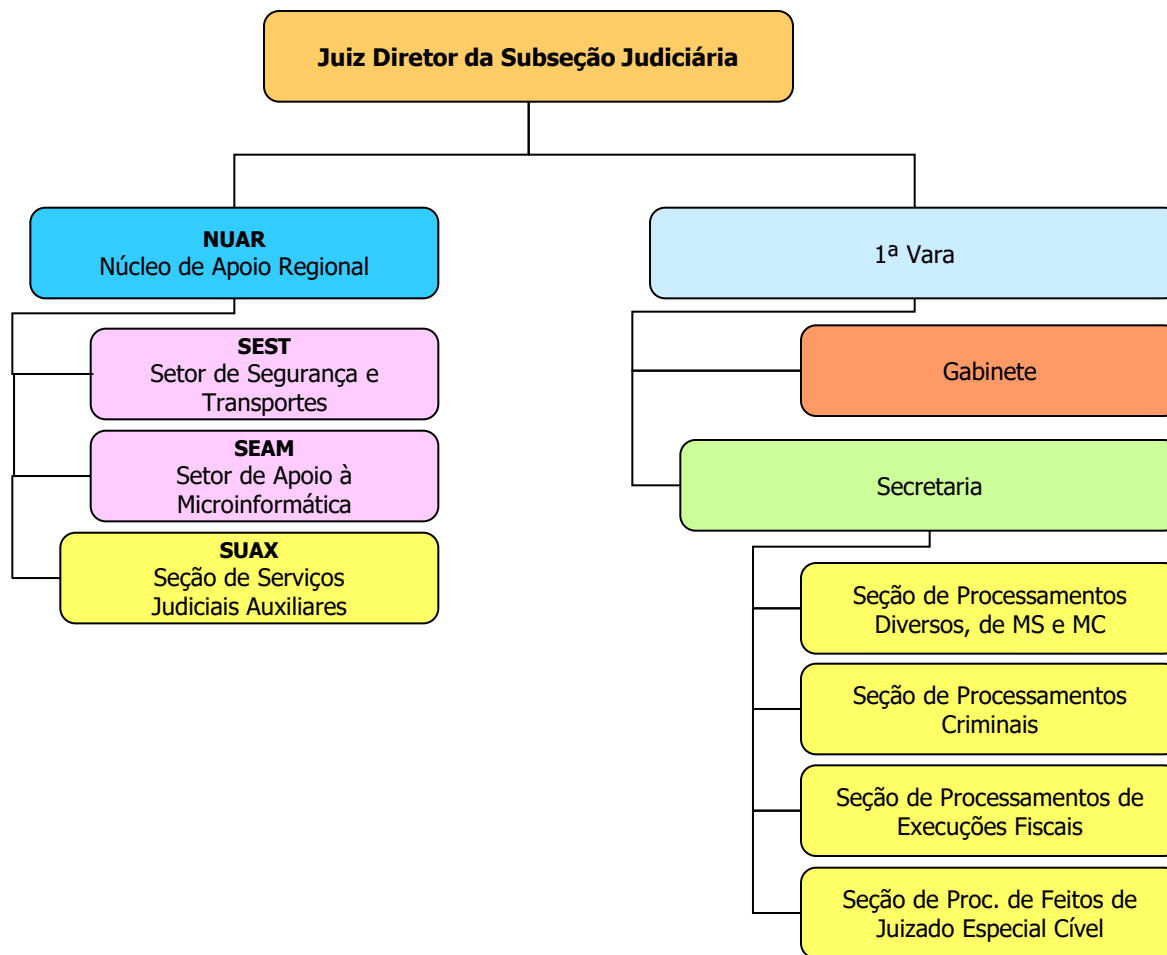 Juiz Diretor da Subseção Judiciária
NUAR
Núcleo de Apoio Regional
SEST
Setor de Segurança e
Transportes
SEAM
Setor de Apoio à
Microinformática
SUAX
Seção de Serviços
Judiciais Auxiliares
1ª Vara
Gabinete
Secretaria
Seção de Processamentos
Diversos, de MS e MC
Seção de Processamentos
Criminais
Seção de Processamentos de
Execuções Fiscais
Seção de Proc. de Feitos de
Juizado Especial Cível